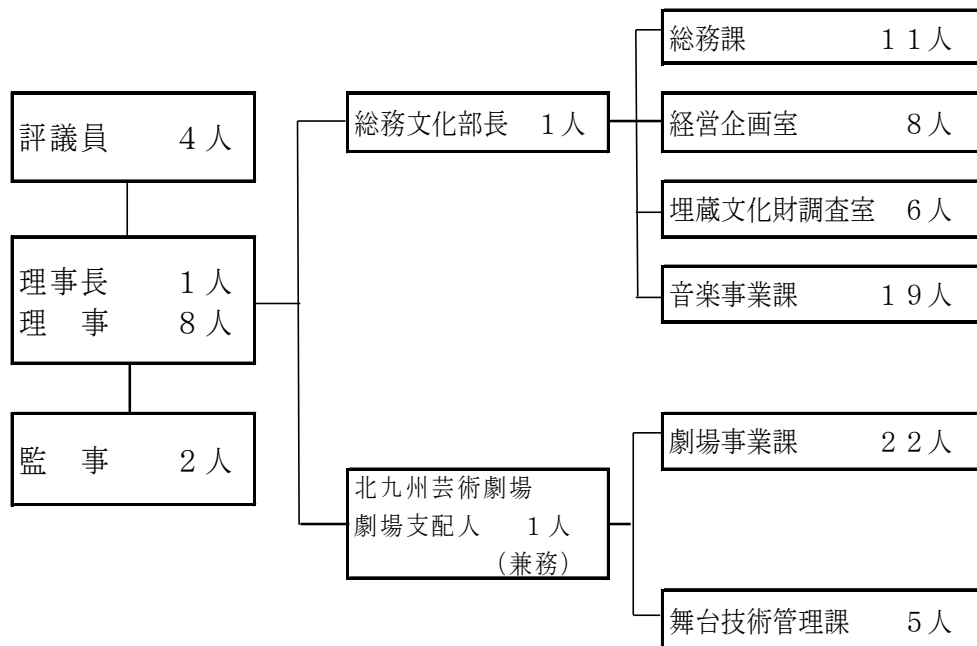 評議員 4人
理事長 1人
理 事 8人
監 事 2人
総務文化部長 1人
総務課 11人
経営企画室 8人
埋蔵文化財調査室 6人
音楽事業課 19人
北九州芸術劇場
劇場支配人 1人
(兼務)
劇場事業課 22人
舞台技術管理課 5人